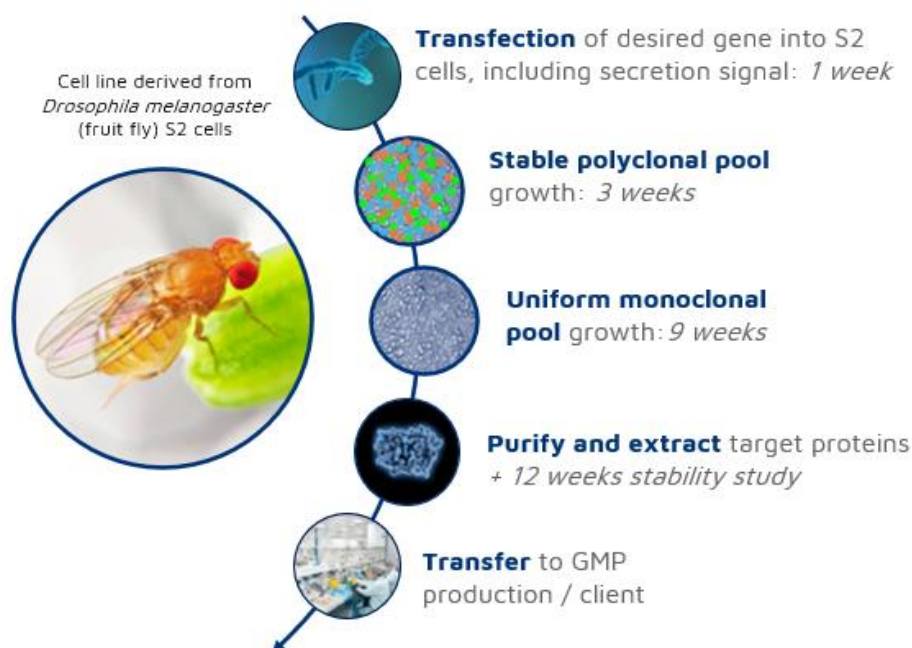 Cell line derived from
Drosophila melanogaster
(fruit fly) S2 cells
Transfection of desired gene into S2
cells, including secretion signal: 1 week
Stable polyclonal pool
growth: 3 weeks
Uniform monoclonal
pool growth: 9 weeks
Purify and extract target proteins
+ 12 weeks stability study
Transfer to GMP
production / client